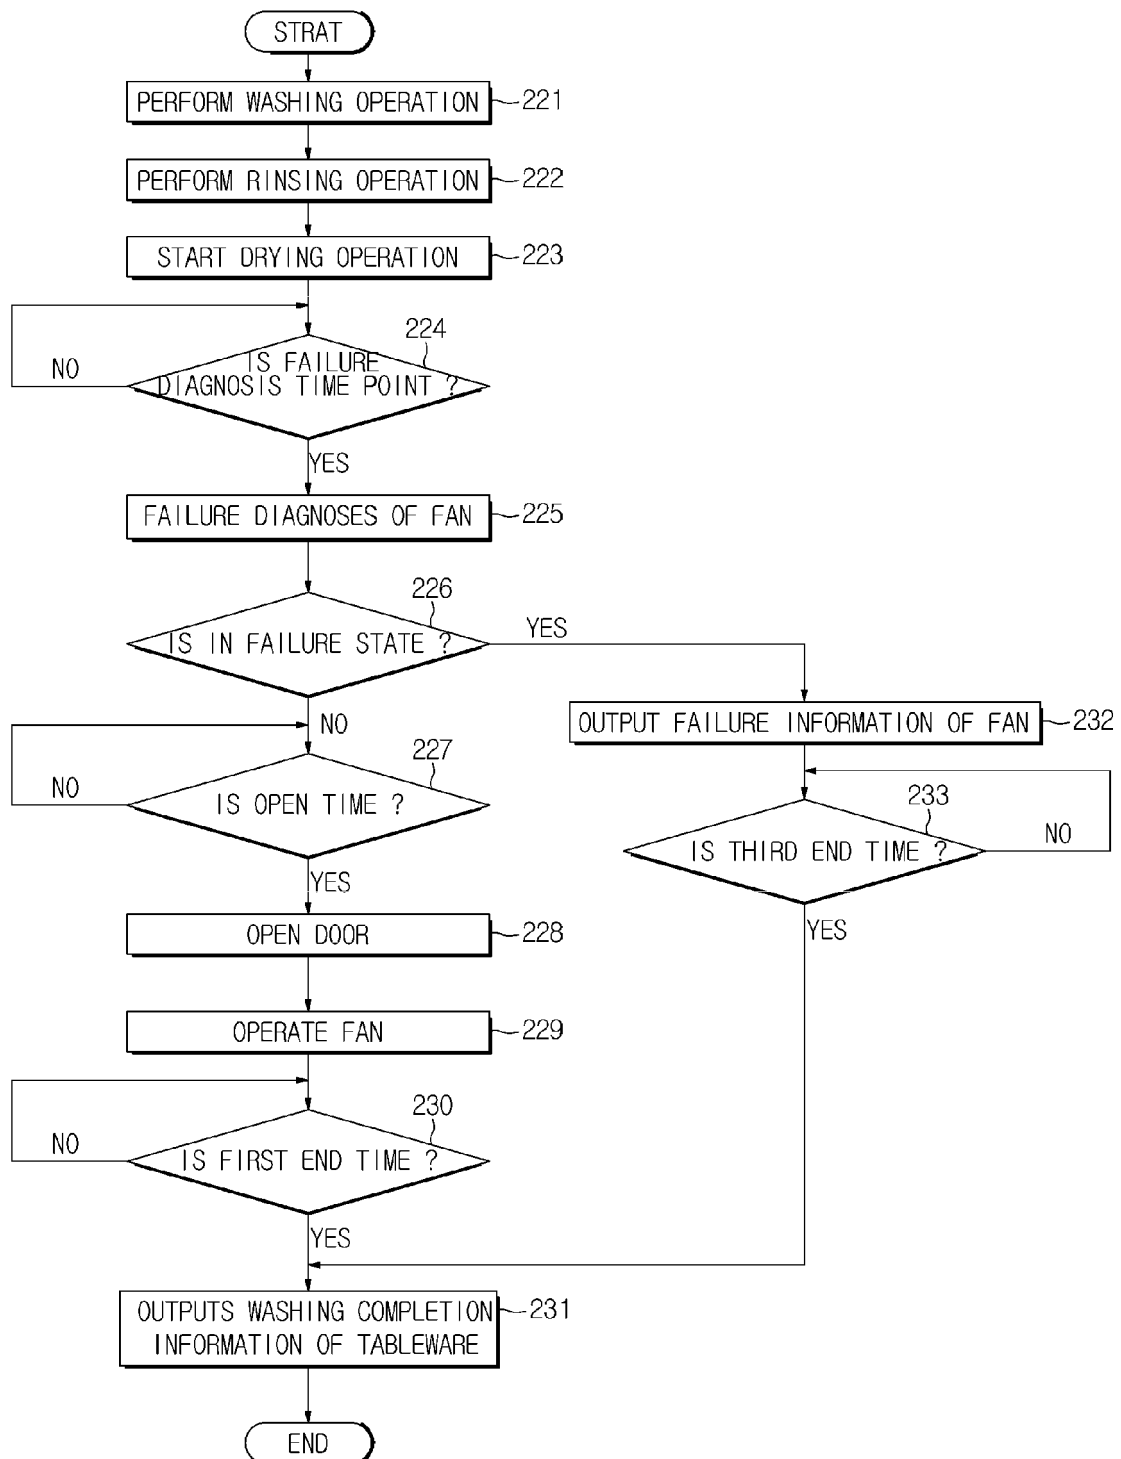 STRAT
PERFORM WASHING OPERATION
221
PERFORM RINSING OPERATION
222
START DRYING OPERATION
223
224
IS FAILURE
DIAGNOSIS TIME POINT ?
NO
YES
FAILURE DIAGNOSES OF FAN
225
226
IS IN FAILURE STATE ?
YES
NO
OUTPUT FAILURE INFORMATION OF FAN
232
227
IS OPEN TIME ?
NO
YES
233
IS THIRD END TIME ?
NO
YES
OPEN DOOR
228
OPERATE FAN
229
230
IS FIRST END TIME ?
NO
YES
OUTPUTS WASHING COMPLETION
INFORMATION OF TABLEWARE
231
END